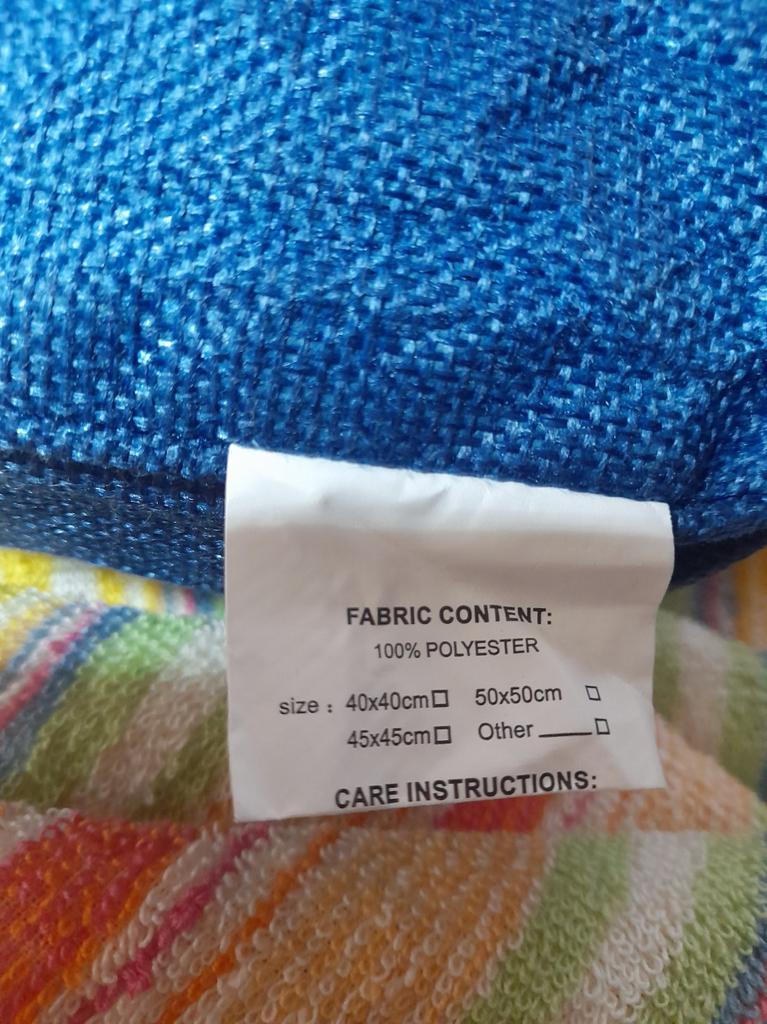 FABRIC CONTENT:
100% POLYESTER
size : 40x40cm☐ 50x50cm ☐
45x45cm☐ Other ____☐
CARE INSTRUCTIONS: